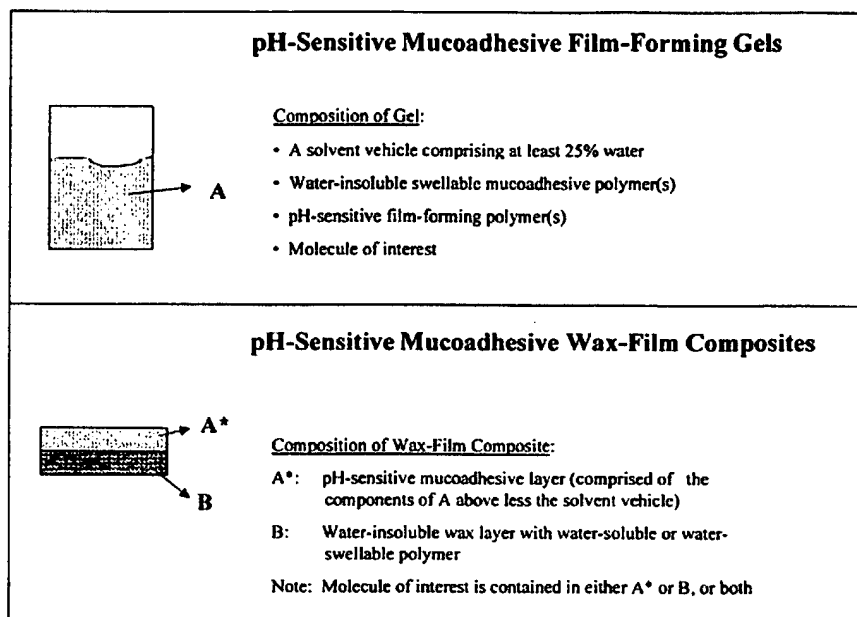 pH-Sensitive Mucoadhesive Film-Forming Gels
Composition of Gel:
• A solvent vehicle comprising at least 25% water
• Water-insoluble swellable mucoadhesive polymer(s)
• pH-sensitive film-forming polymer(s)
• Molecule of interest
A
pH-Sensitive Mucoadhesive Wax-Film Composites
A*
B
Composition of Wax-Film Composite:
A*: pH-sensitive mucoadhesive layer (comprised of the
components of A above less the solvent vehicle)
B: Water-insoluble wax layer with water-soluble or water-
swellable polymer
Note: Molecule of interest is contained in either A* or B, or both